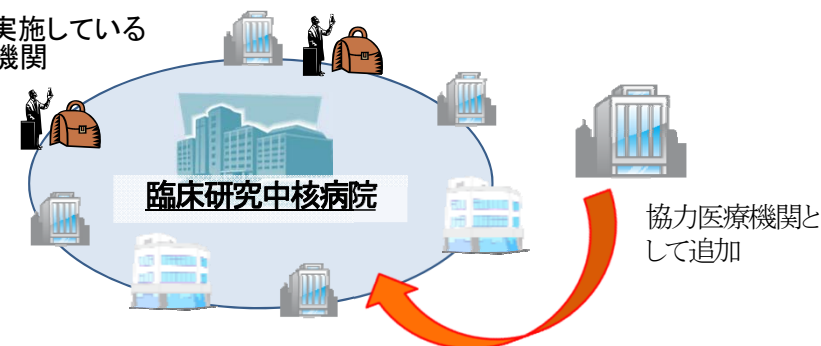 実施している
機関
臨床研究中核病院
協力医療機関と
して追加